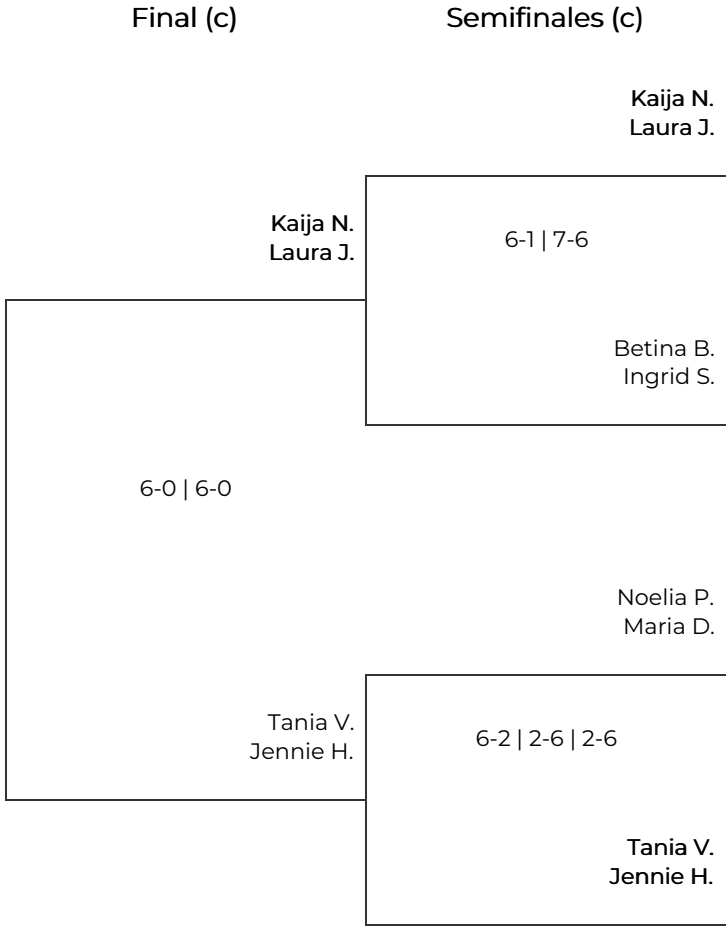 Final (c)
Semifinales (c)
Kaija N.
Laura J.
Kaija N.
Laura J.
6-1 | 7-6
Betina B.
Ingrid S.
6-0 | 6-0
Noelia P.
Maria D.
Tania V.
Jennie H.
6-2 | 2-6 | 2-6
Tania V.
Jennie H.